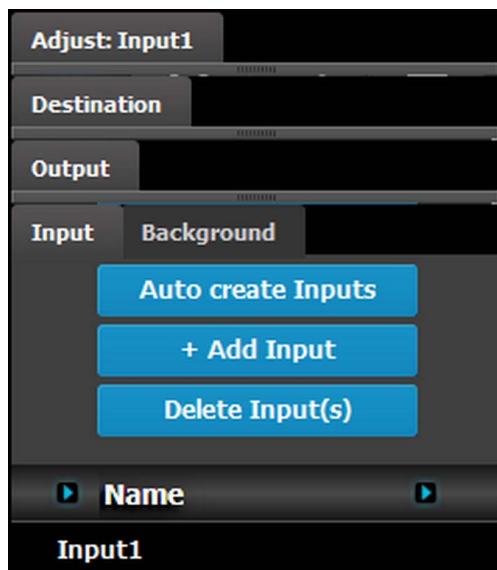 Adjust: Input1
Destination
Output
Input Background
Auto create Inputs
+ Add Input
Delete Input(s)
Name
Input1